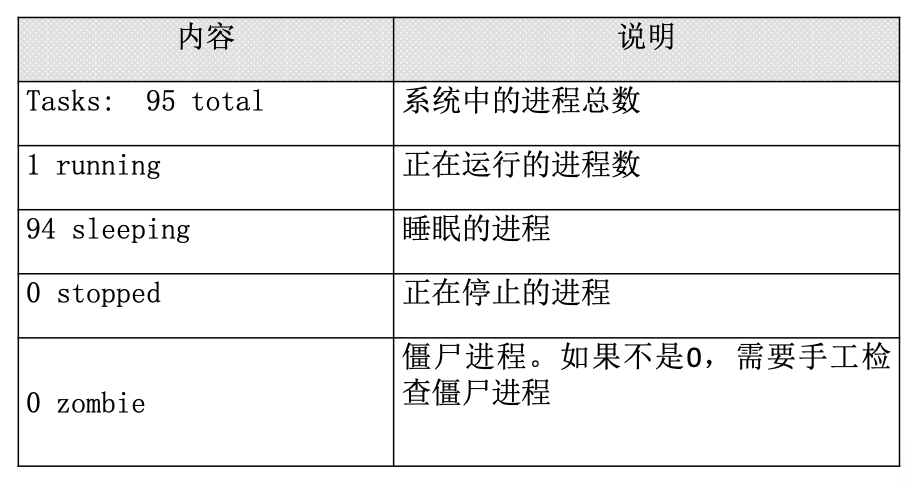 内容 说明
Tasks:  95 total 系统中的进程总数
1 running 正在运行的进程数
94 sleeping 睡眠的进程
0 stopped 正在停止的进程
0 zombie 僵尸进程。如果不是0，需要手工检
查僵尸进程